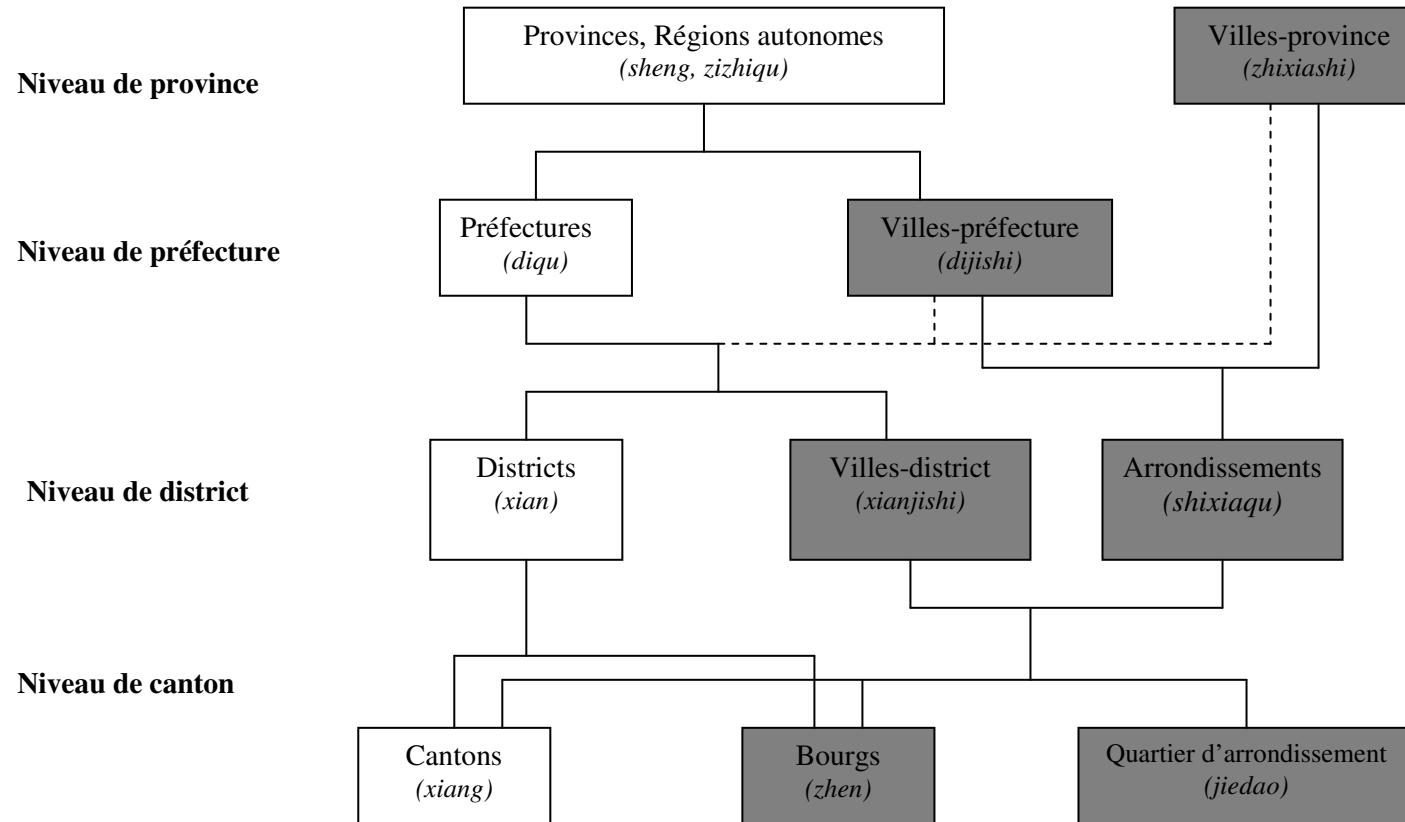 Provinces, Régions autonomes
(sheng, zizhiqu)
Villes-province
(zhixiashi)
Niveau de province
Préfectures
(diqu)
Villes-préfecture
(dijishi)
Niveau de préfecture
Districts
(xian)
Villes-district
(xianjishi)
Arrondissements
(shixiaqu)
Niveau de district
Niveau de canton
Cantons
(xiang)
Bourgs
(zhen)
Quartier d’arrondissement
(jiedao)